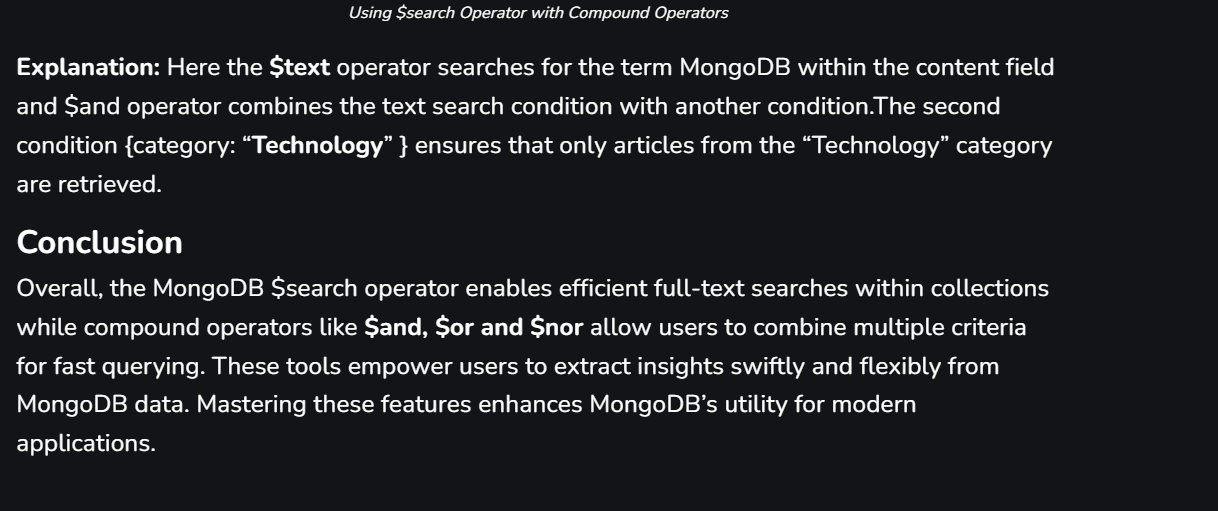 Using $search Operator with Compound Operators
Explanation: Here the $text operator searches for the term MongoDB within the content field
and $and operator combines the text search condition with another condition.The second
condition {category: “Technology” } ensures that only articles from the “Technology” category
are retrieved.
Conclusion
Overall, the MongoDB $search operator enables efficient full-text searches within collections
while compound operators like $and, $or and $nor allow users to combine multiple criteria
for fast querying. These tools empower users to extract insights swiftly and flexibly from
MongoDB data. Mastering these features enhances MongoDB’s utility for modern
applications.